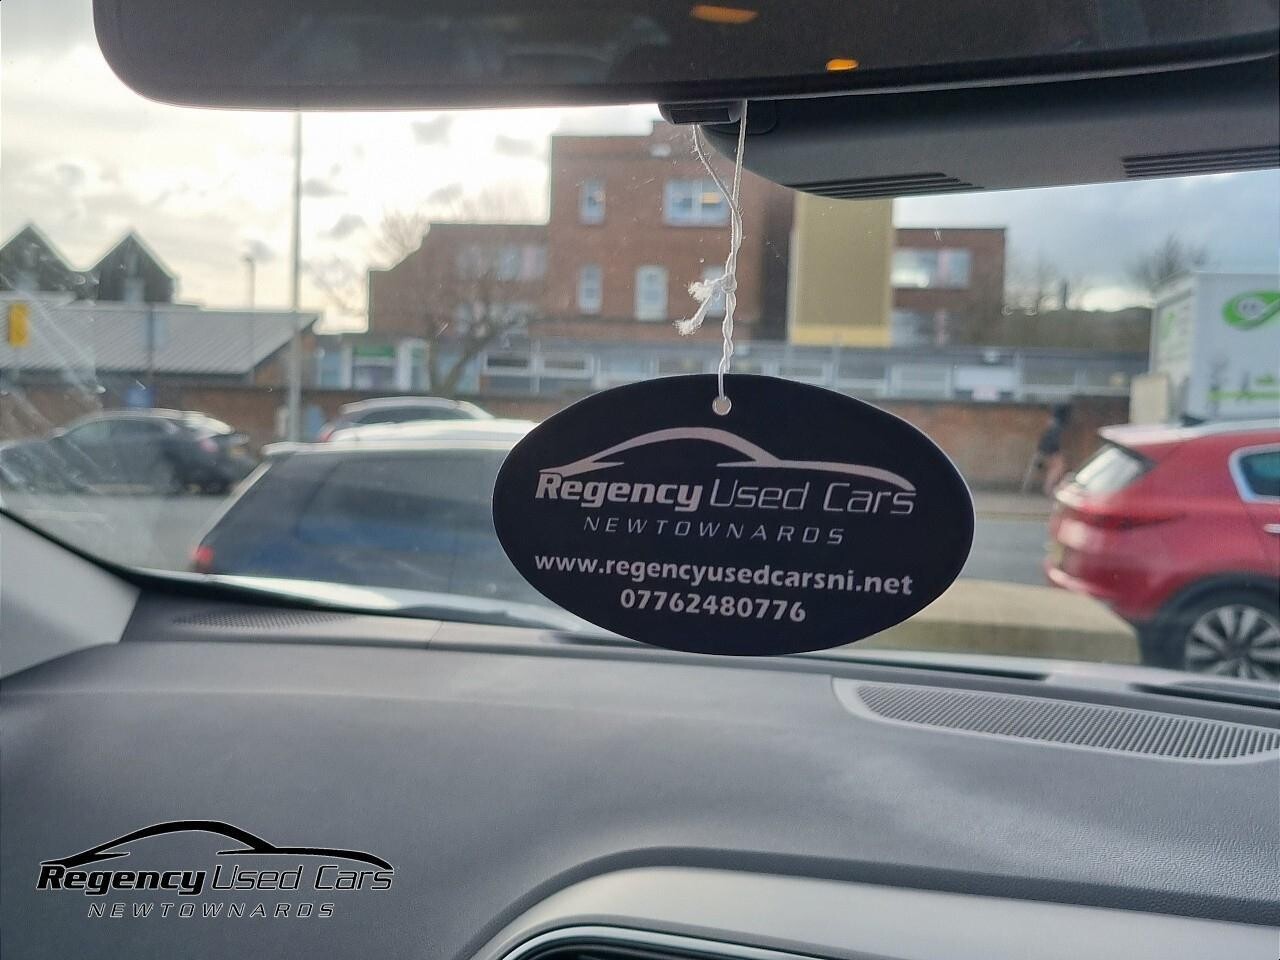 Regency Used Cars
NEWTOWNARDS
www.regencyusedcarsni.net
07762480776
Regency Used Cars
NEWTOWNARDS